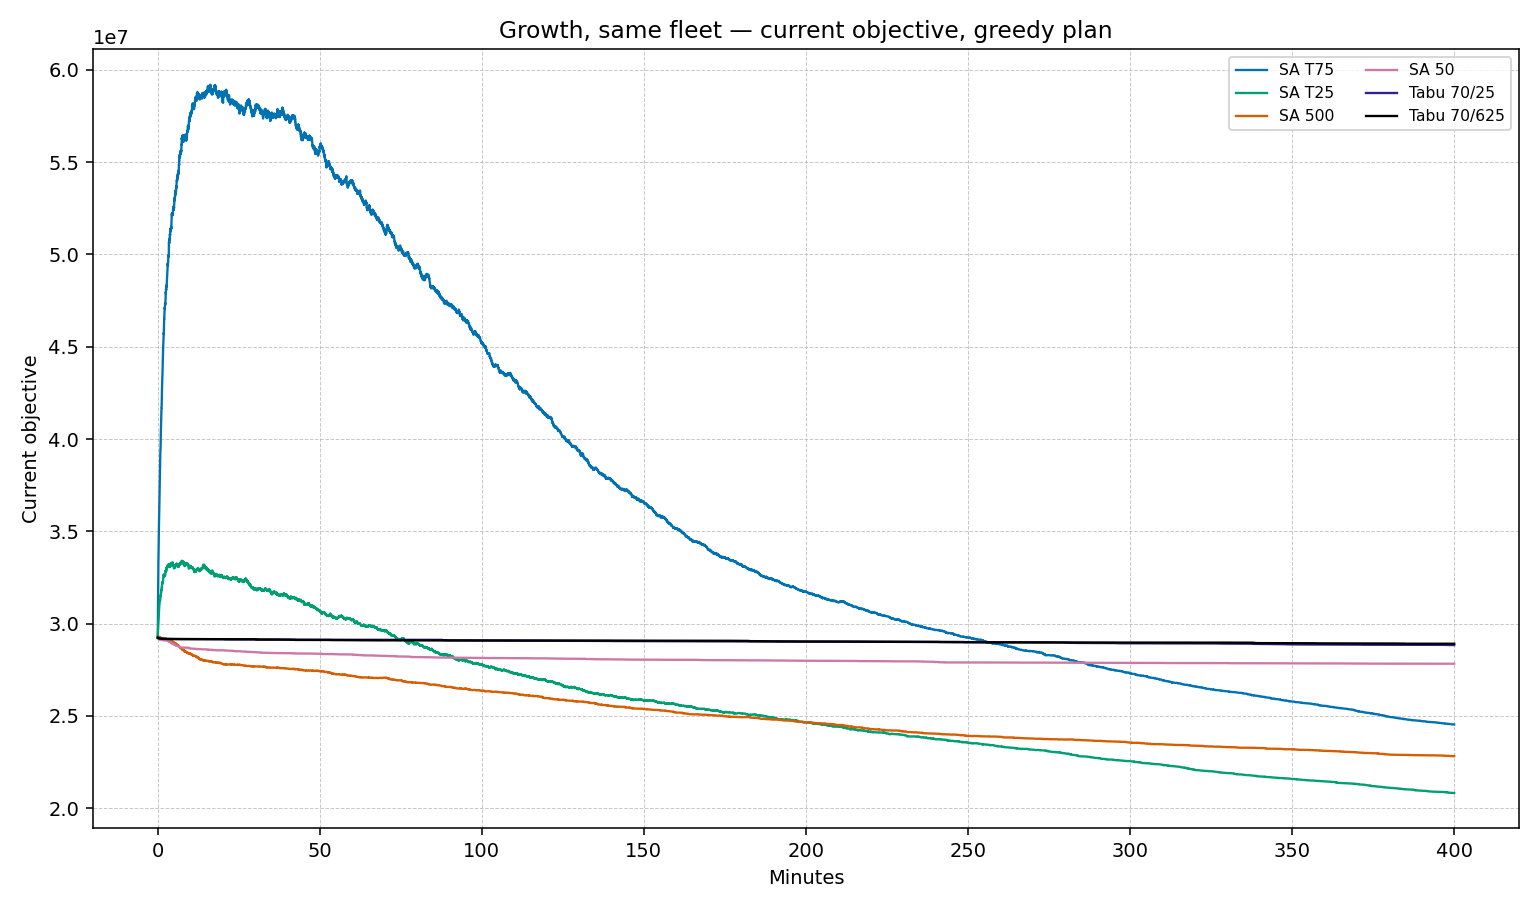 Growth, same fleet — current objective, greedy plan
1e7
6.0
5.5
5.0
4.5
4.0
3.5
3.0
2.5
2.0
Current objective
SA T75
SA T25
SA 500
SA 50
Tabu 70/25
Tabu 70/625
0 50 100 150 200 250 300 350 400
Minutes